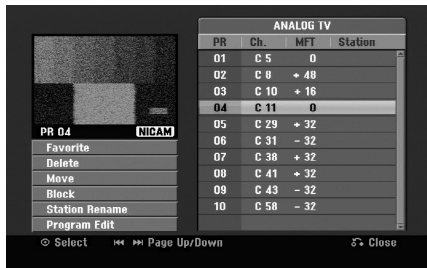 ANALOG TV
PR Ch. MFT Station
01 C 5 0
02 C 8 + 48
03 C 10 + 16
04 C 11 0
05 C 29 + 32
06 C 31 - 32
07 C 38 + 32
08 C 41 + 32
09 C 43 - 32
10 C 58 - 32
PR 04 NICAM
Favorite
Delete
Move
Block
Station Rename
Program Edit
Select Page Up/Down Close